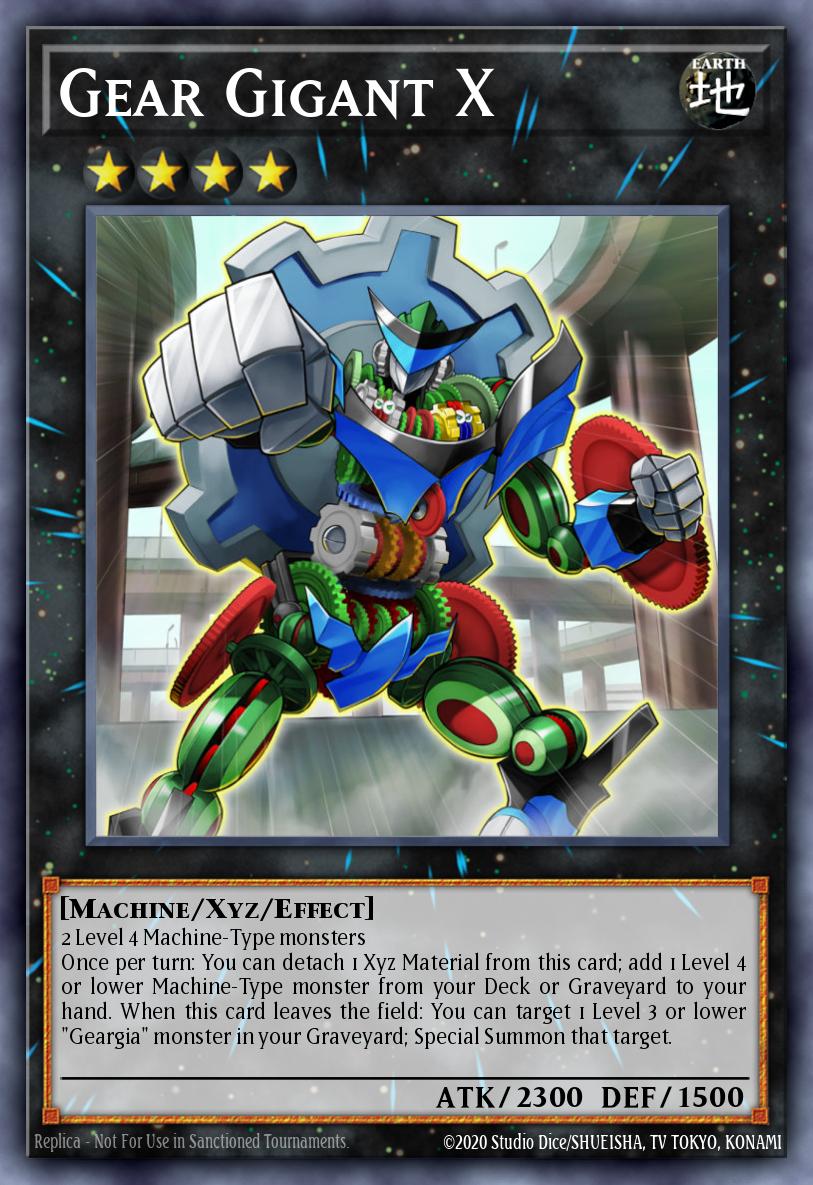 Gear Gigant X
EARTH
地
[Machine/Xyz/Effect]
2 Level 4 Machine-Type monsters
Once per turn: You can detach 1 Xyz Material from this card; add 1 Level 4
or lower Machine-Type monster from your Deck or Graveyard to your
hand. When this card leaves the field: You can target 1 Level 3 or lower
"Geargia" monster in your Graveyard; Special Summon that target.
ATK/2300 DEF/1500
Replica - Not For Use in Sanctioned Tournaments.
©2020 Studio Dice/SHUEISHA, TV TOKYO, KONAMI